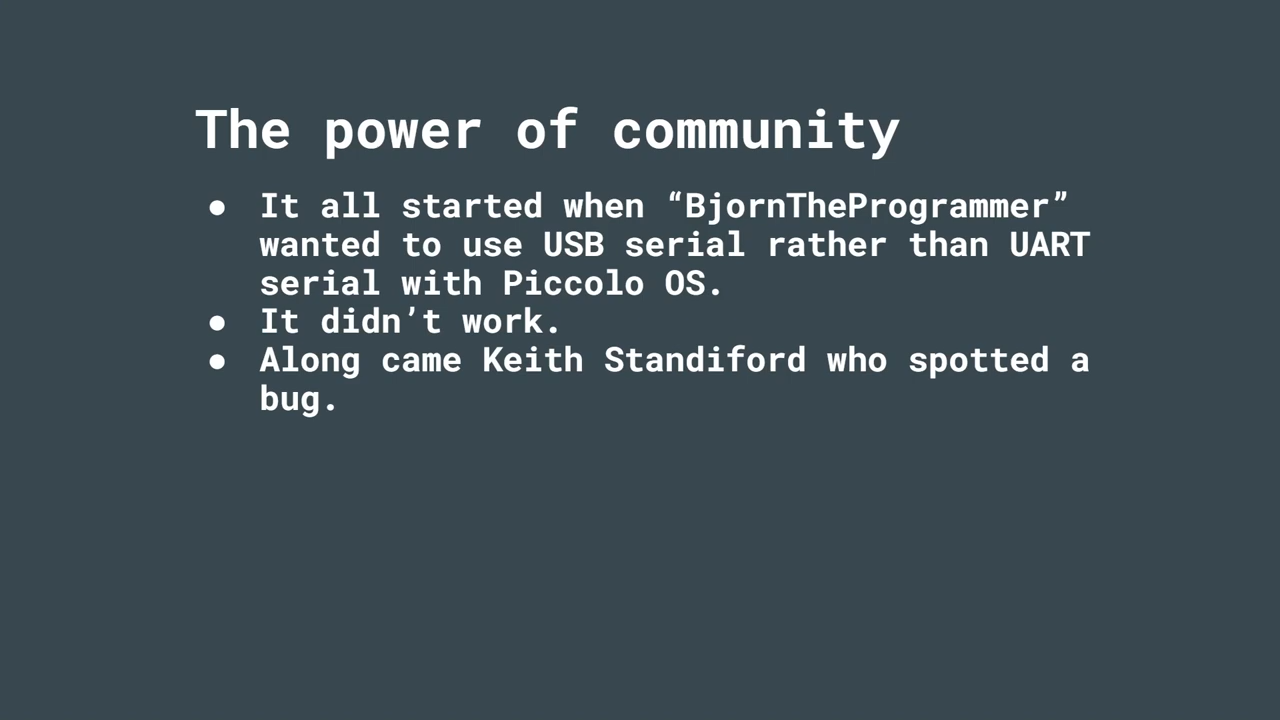 The power of community
● It all started when “BjornTheProgrammer”
wanted to use USB serial rather than UART
serial with Piccolo OS.
● It didn’t work.
● Along came Keith Standiford who spotted a
bug.